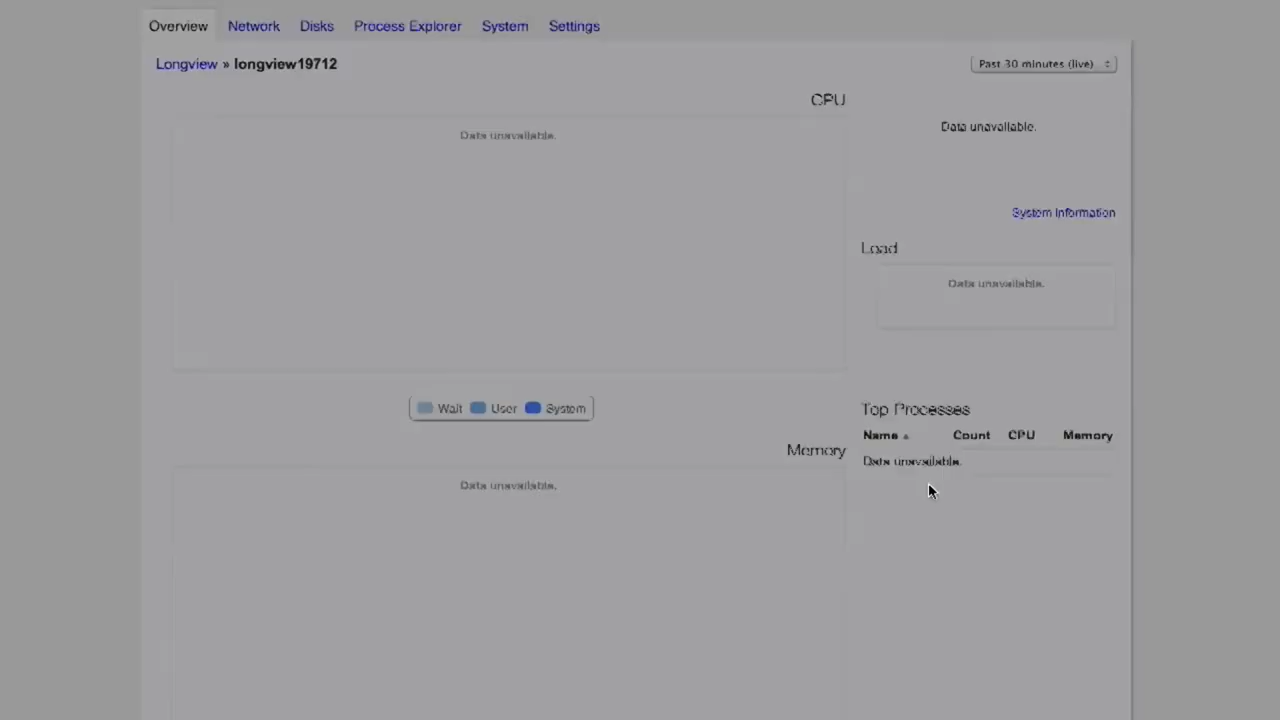 Overview Network Disks Process Explorer System Settings
Longview » longview19712
Past 30 minutes (live)
CPU
Data unavailable.
Data unavailable.
System Information
Load
Data unavailable.
Wait User System
Top Processes
Name Count CPU Memory
Data unavailable.
Memory
Data unavailable.